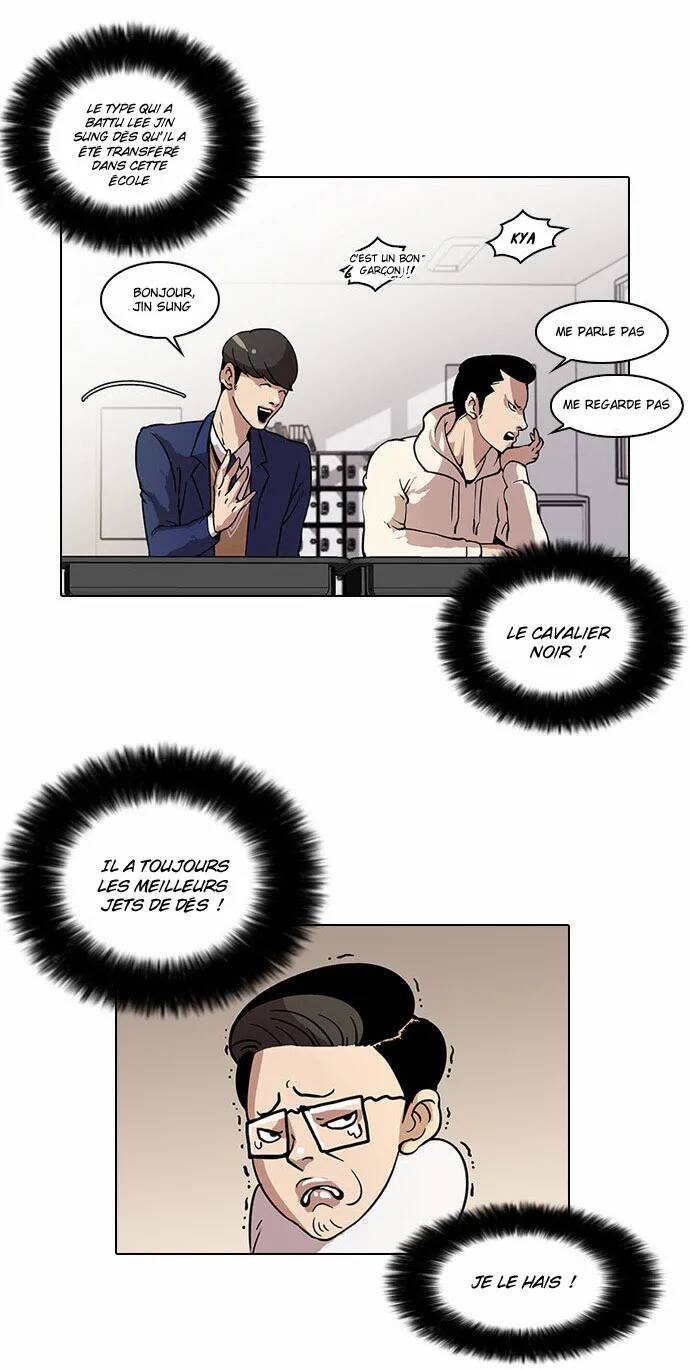 LE TYPE QUI A
BATTU LEE JIN
SUNG DÈS QU'IL A
ÉTÉ TRANSFÉRÉ
DANS CETTE
ÉCOLE
KYA
C'EST UN BON
GARÇON !!
BONJOUR,
JIN SUNG
ME PARLE PAS
ME REGARDE PAS
LE CAVALIER
NOIR !
IL A TOUJOURS
LES MEILLEURS
JETS DE DÉS !
JE LE HAIS !